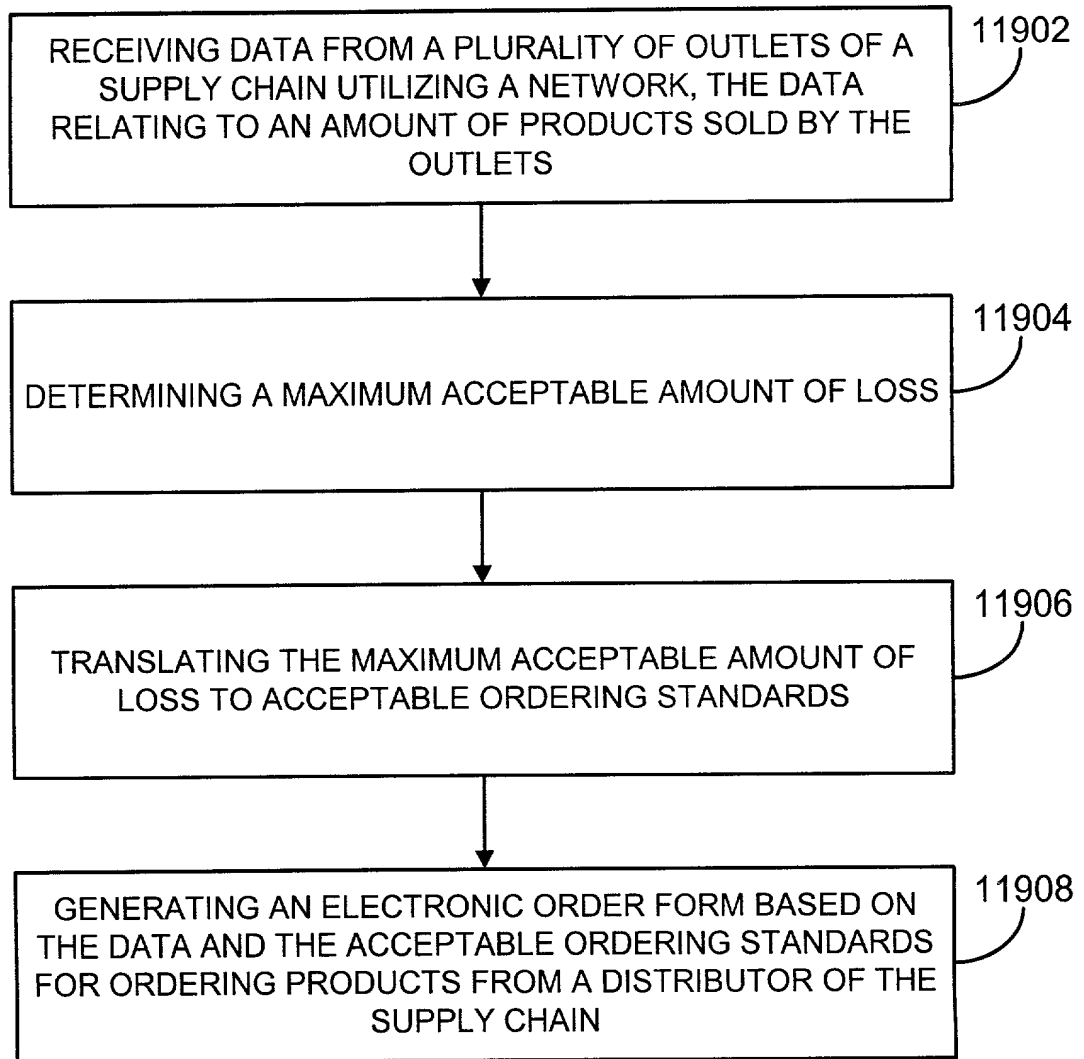 RECEIVING DATA FROM A PLURALITY OF OUTLETS OF A
SUPPLY CHAIN UTILIZING A NETWORK, THE DATA
RELATING TO AN AMOUNT OF PRODUCTS SOLD BY THE
OUTLETS
11902
DETERMINING A MAXIMUM ACCEPTABLE AMOUNT OF LOSS
11904
TRANSLATING THE MAXIMUM ACCEPTABLE AMOUNT OF
LOSS TO ACCEPTABLE ORDERING STANDARDS
11906
GENERATING AN ELECTRONIC ORDER FORM BASED ON
THE DATA AND THE ACCEPTABLE ORDERING STANDARDS
FOR ORDERING PRODUCTS FROM A DISTRIBUTOR OF THE
SUPPLY CHAIN
11908